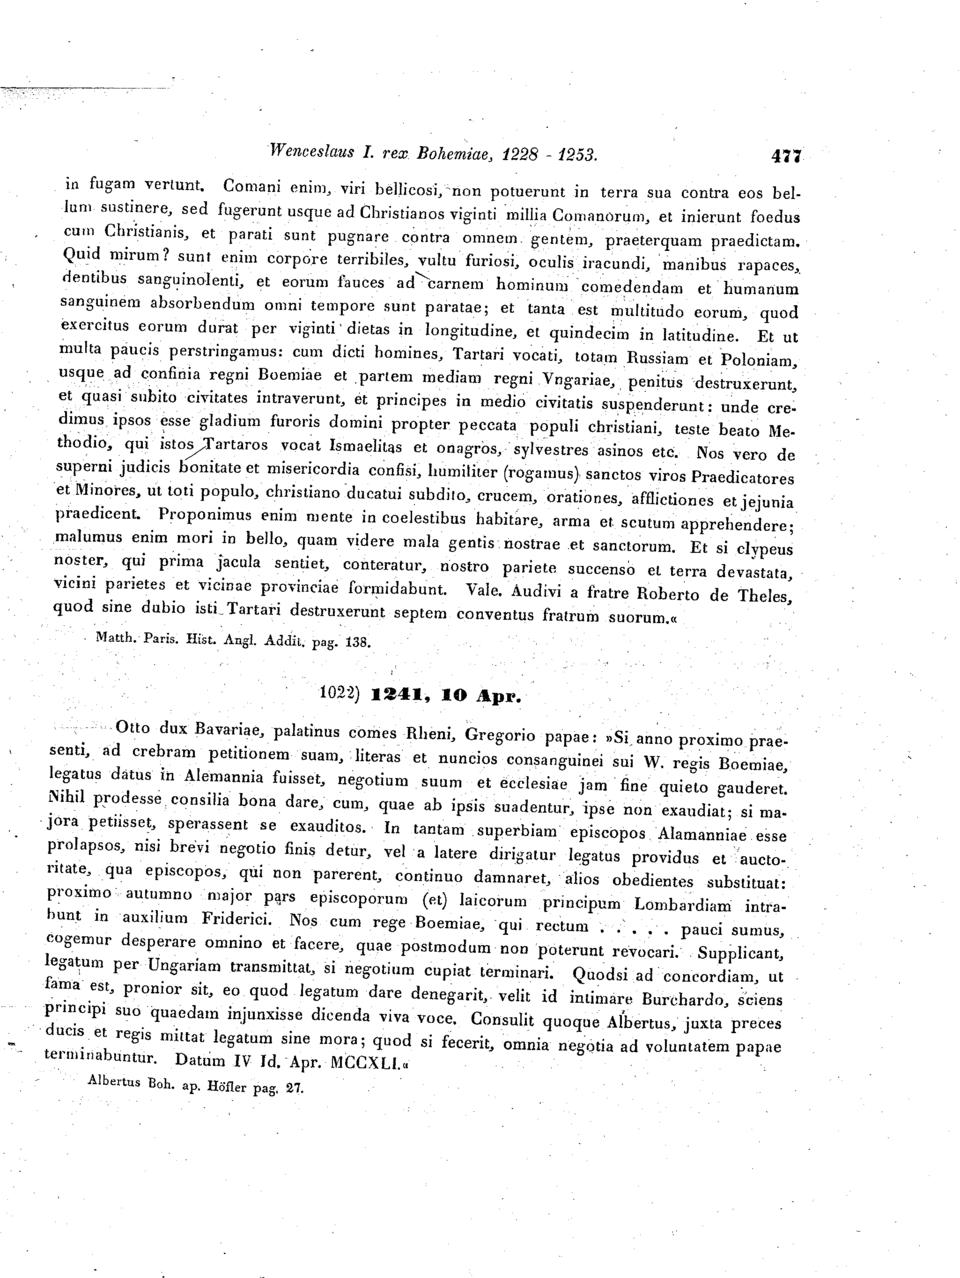 Wenceslaus I. rex Bohemiae, 1228 - 1253. 477
in fugam vertunt. Comani enim, viri bellicosi, non potuerunt in terra sua contra eos bel-
lum sustinere, sed fugerunt usque ad Christianos viginti millia Comanorum, et inierunt foedus
cum Christianis, et parati sunt pugnare contra omnem gentem, praeterquam praedictam.
Quid mirum? sunt enim corpore terribiles, vultu furiosi, oculis iracundi, manibus rapaces,
dentibus sanguinolenti, et eorum fauces ad carnem hominum comedendam et humanum
sanguinem absorbendum omni tempore sunt paratae; et tanta est multitudo eorum, quod
exercitus eorum durat per viginti dietas in longitudine, et quindecim in latitudine. Et ut
multa paucis perstringamus: cum dicti homines, Tartari vocati, totam Russiam et Poloniam,
usque ad confinia regni Boemiae et partem mediam regni Vngariae, penitus destruxerunt,
et quasi subito civitates intraverunt, et principes in medio civitatis suspenderunt: unde cre-
dimus ipsos esse gladium furoris domini propter peccata populi christiani, teste beato Me-
thodio, qui istos Tartaros vocat Ismaelitas et onagros, sylvestres asinos etc. Nos vero de
superni judicis bonitate et misericordia confisi, humiliter (rogamus) sanctos viros Praedicatores
et Minores, ut toti populo, christiano ducatui subdito, crucem, orationes, afflictiones et jejunia
praedicent. Proponimus enim mente in coelestibus habitare, arma et scutum apprehendere;
malumus enim mori in bello, quam videre mala gentis nostrae et sanctorum. Et si clypeus
noster, qui prima jacula sentiet, conteratur, nostro pariete succenso et terra devastata,
vicini parietes et vicinae provinciae formidabunt. Vale. Audivi a fratre Roberto de Theles,
quod sine dubio isti Tartari destruxerunt septem conventus fratrum suorum.«
Matth. Paris. Hist. Angl. Addit. pag. 138.
1022) 1241, 10 Apr.
Otto dux Bavariae, palatinus comes Rheni, Gregorio papae: »Si anno proximo prae-
senti, ad crebram petitionem suam, literas et nuncios consanguinei sui W. regis Boemiae,
legatus datus in Alemannia fuisset, negotium suum et ecclesiae jam fine quieto gauderet.
Nihil prodesse consilia bona dare, cum, quae ab ipsis suadentur, ipse non exaudiat; si ma-
jora petiisset, sperassent se exauditos. In tantam superbiam episcopos Alamanniae esse
prolapsos, nisi brevi negotio finis detur, vel a latere dirigatur legatus providus et aucto-
ritate, qua episcopos, qui non parerent, continuo damnaret, alios obedientes substituat:
proximo autumno major pars episcoporum (et) laicorum principum Lombardiam intra-
bunt in auxilium Friderici. Nos cum rege Boemiae, qui rectum . . . . . pauci sumus,
cogemur desperare omnino et facere, quae postmodum non poterunt revocari. Supplicant,
legatum per Ungariam transmittat, si negotium cupiat terminari. Quodsi ad concordiam, ut
fama est, pronior sit, eo quod legatum dare denegarit, velit id intimare Burchardo, sciens
principi suo quaedam injunxisse dicenda viva voce. Consulit quoque Albertus, juxta preces
ducis et regis mittat legatum sine mora; quod si fecerit, omnia negotia ad voluntatem papae
terminabuntur. Datum IV Id. Apr. MCCXLI.«
Albertus Boh. ap. Höfler pag. 27.